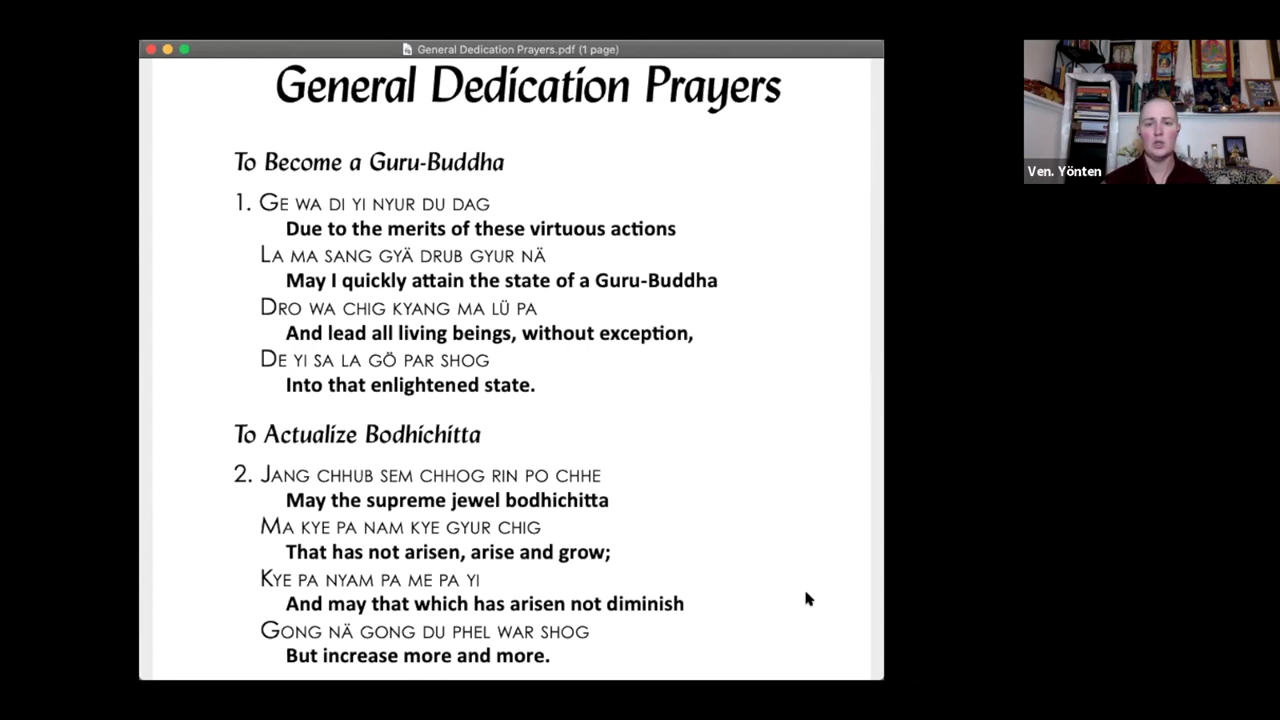 General Dedication Prayers.pdf (1 page)
General Dedication Prayers
To Become a Guru-Buddha
1. GE WA DI YI NYUR DU DAG
Due to the merits of these virtuous actions
LA MA SANG GYÄ DRUB GYUR NÄ
May I quickly attain the state of a Guru-Buddha
DRO WA CHIG KYANG MA LÜ PA
And lead all living beings, without exception,
DE YI SA LA GÖ PAR SHOG
Into that enlightened state.
To Actualize Bodhichitta
2. JANG CHHUB SEM CHHOG RIN PO CHHE
May the supreme jewel bodhichitta
MA KYE PA NAM KYE GYUR CHIG
That has not arisen, arise and grow;
KYE PA NYAM PA ME PA YI
And may that which has arisen not diminish
GONG NÄ GONG DU PHEL WAR SHOG
But increase more and more.
Ven. Yönten